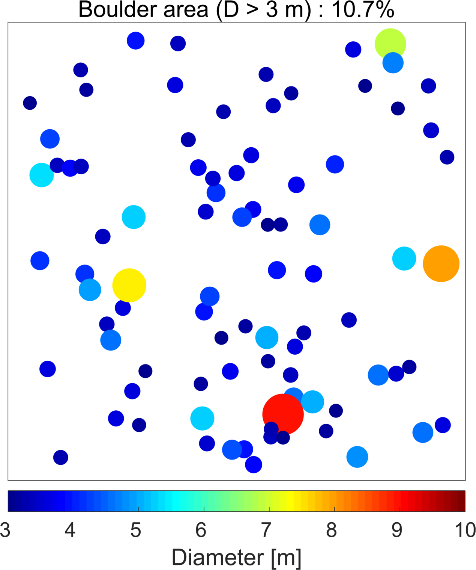 Boulder area (D > 3 m) : 10.7%
3 4 5 6 7 8 9 10
Diameter [m]